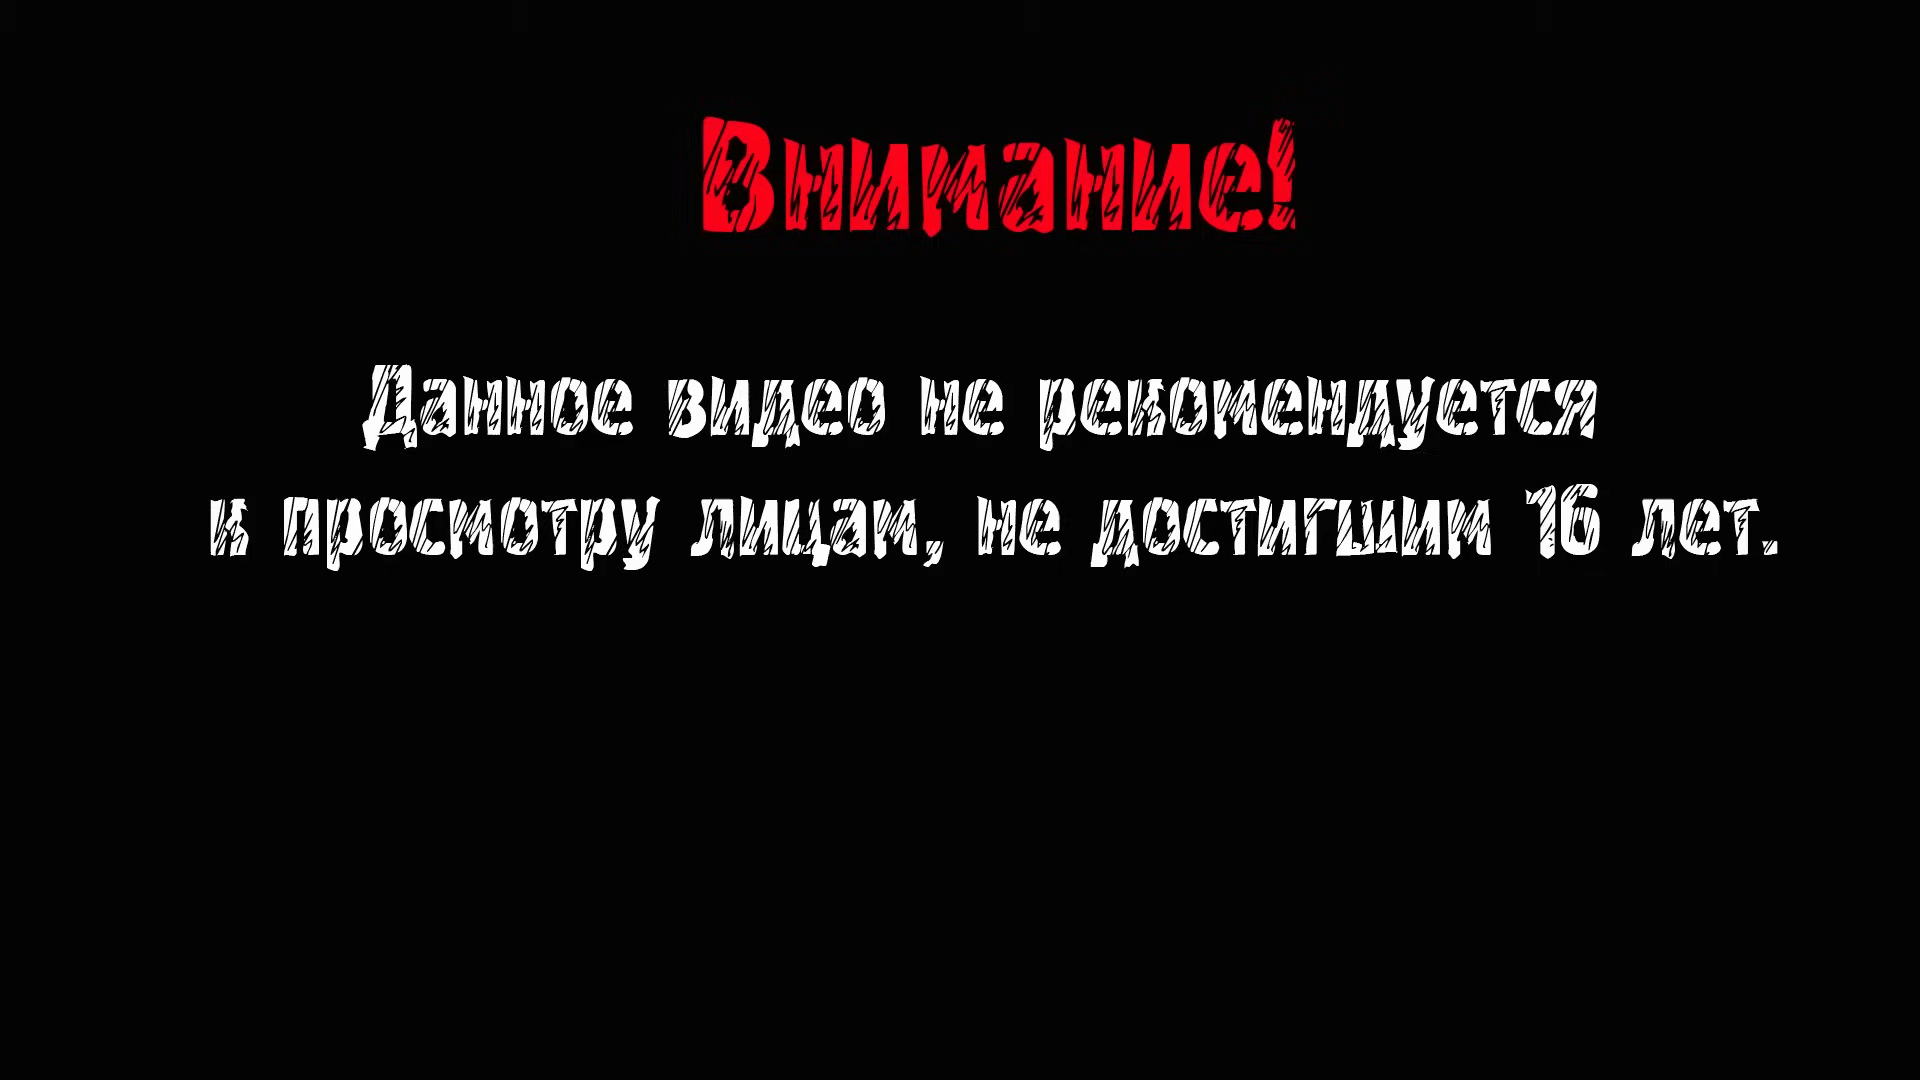 Внимание!
Данное видео не рекомендуется
к просмотру лицам, не достигшим 16 лет.